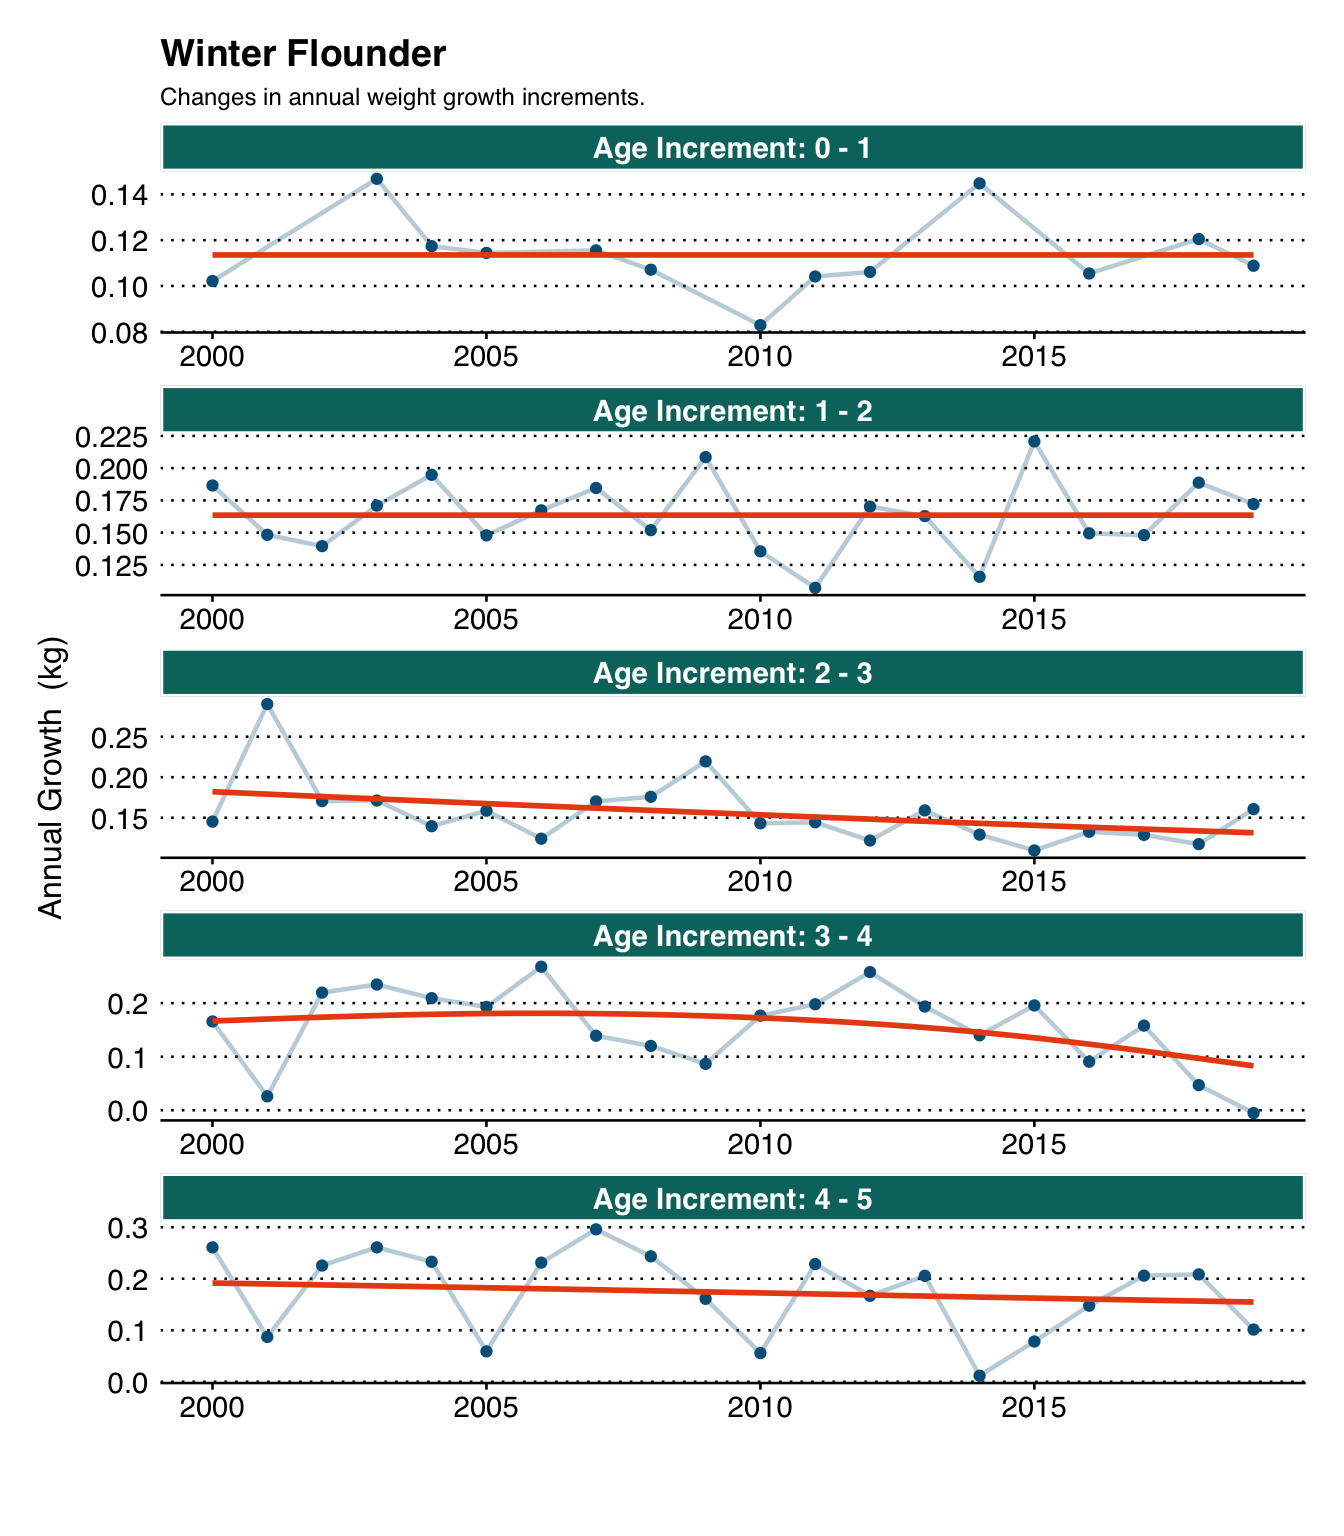 Winter Flounder
Changes in annual weight growth increments.
Age Increment: 0 - 1
0.14
0.12
0.10
0.08
2000 2005 2010 2015
Age Increment: 1 - 2
0.225
0.200
0.175
0.150
0.125
2000 2005 2010 2015
Annual Growth (kg)
Age Increment: 2 - 3
0.25
0.20
0.15
2000 2005 2010 2015
Age Increment: 3 - 4
0.2
0.1
0.0
2000 2005 2010 2015
Age Increment: 4 - 5
0.3
0.2
0.1
0.0
2000 2005 2010 2015